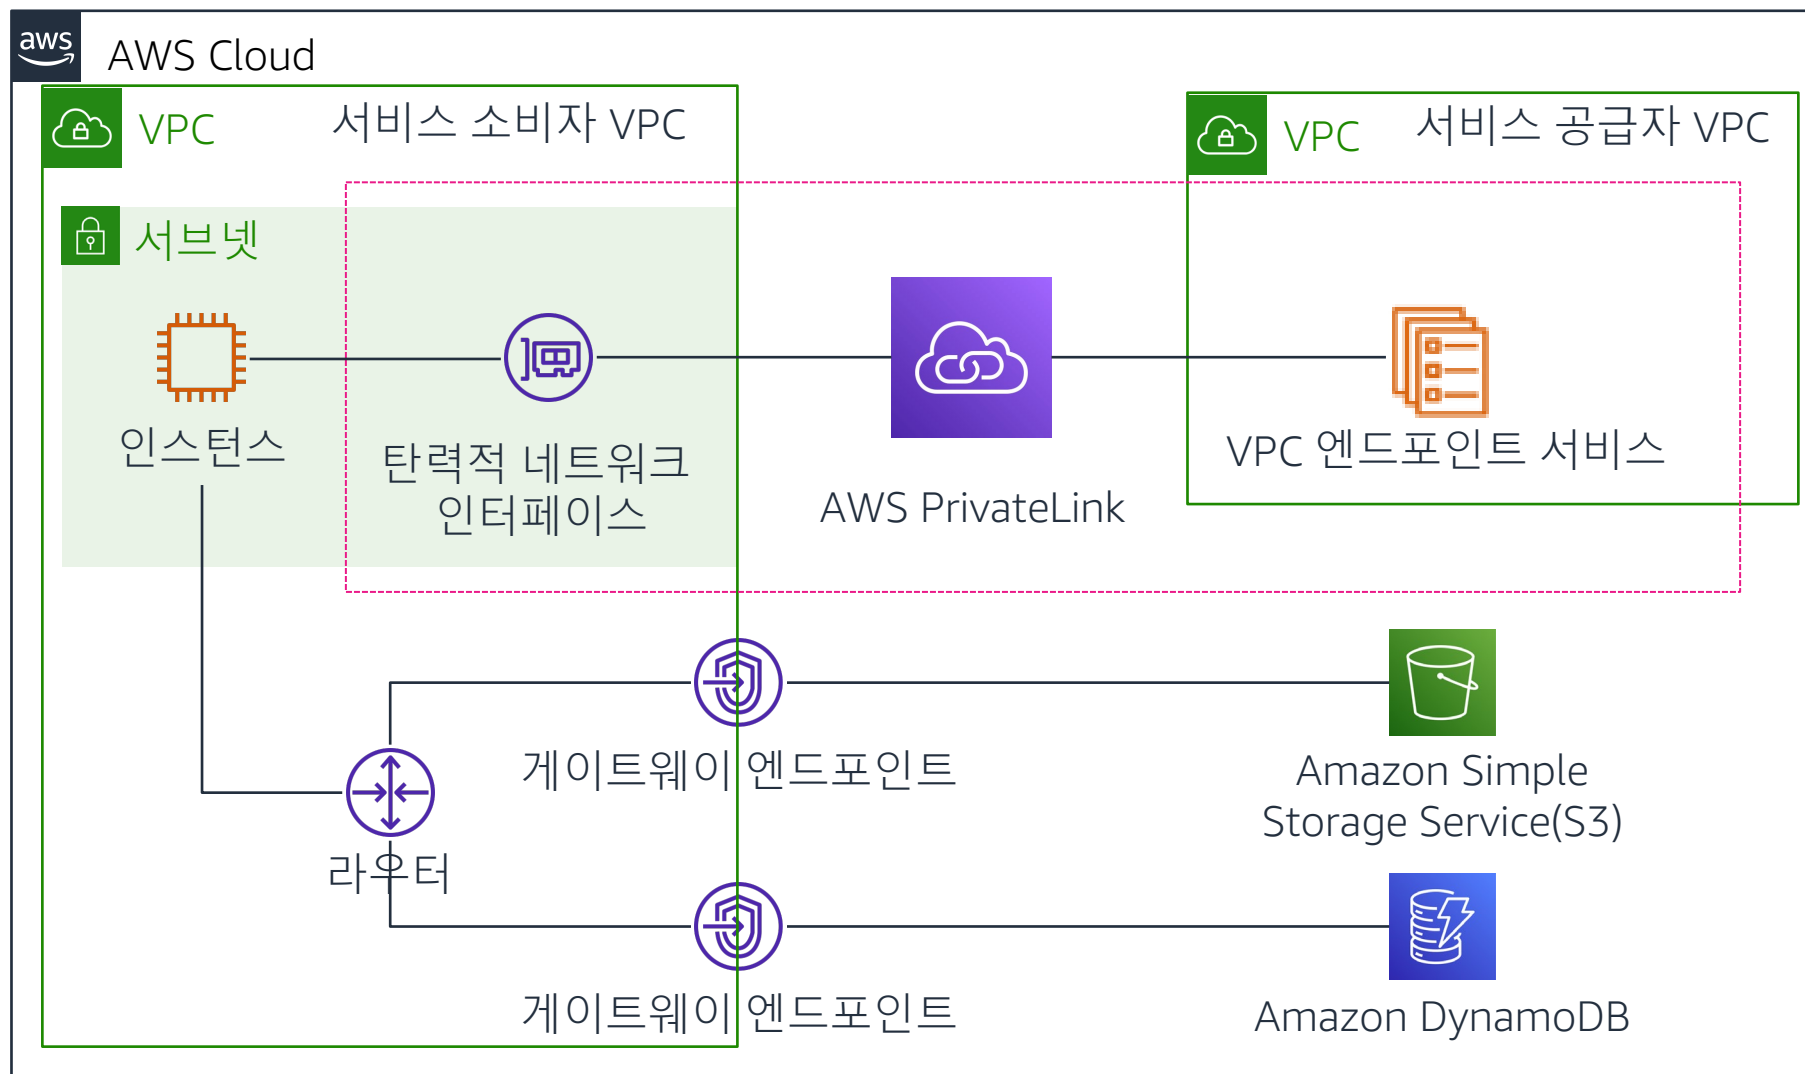 aws
AWS Cloud
VPC
서비스 소비자 VPC
VPC
서비스 공급자 VPC
서브넷
인스턴스
탄력적 네트워크
인터페이스
AWS PrivateLink
VPC 엔드포인트 서비스
게이트웨이 엔드포인트
Amazon Simple
Storage Service(S3)
라우터
게이트웨이 엔드포인트
Amazon DynamoDB